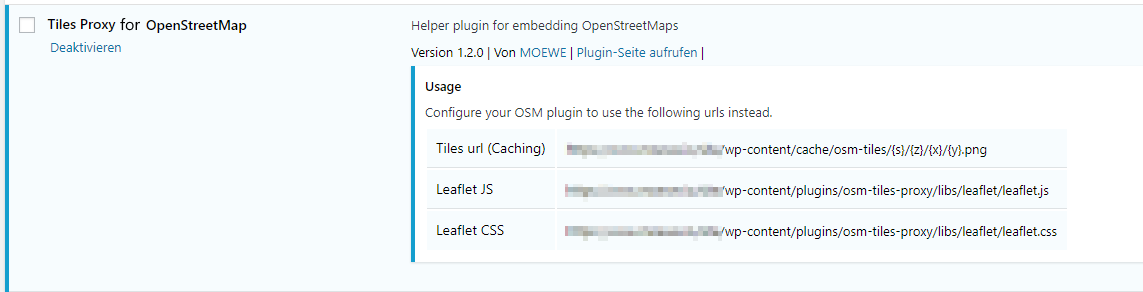 Tiles Proxy for OpenStreetMap
Deaktivieren
Helper plugin for embedding OpenStreetMaps
Version 1.2.0 | Von MOEWE | Plugin-Seite aufrufen |
Usage
Configure your OSM plugin to use the following urls instead.
Tiles url (Caching) /wp-content/cache/osm-tiles/{s}/{z}/{x}/{y}.png
Leaflet JS /wp-content/plugins/osm-tiles-proxy/libs/leaflet/leaflet.js
Leaflet CSS /wp-content/plugins/osm-tiles-proxy/libs/leaflet/leaflet.css